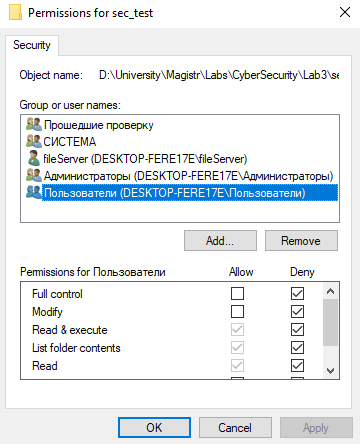 Permissions for sec_test
Security
Object name: D:\University\Magistr\Labs\CyberSecurity\Lab3\se
Group or user names:
Прошедшие проверку
СИСТЕМА
fileServer (DESKTOP-FERE17E\fileServer)
Администраторы (DESKTOP-FERE17E\Администраторы)
Пользователи (DESKTOP-FERE17E\Пользователи)
Add... Remove
Permissions for Пользователи Allow Deny
Full control
Modify
Read & execute
List folder contents
Read
OK Cancel Apply